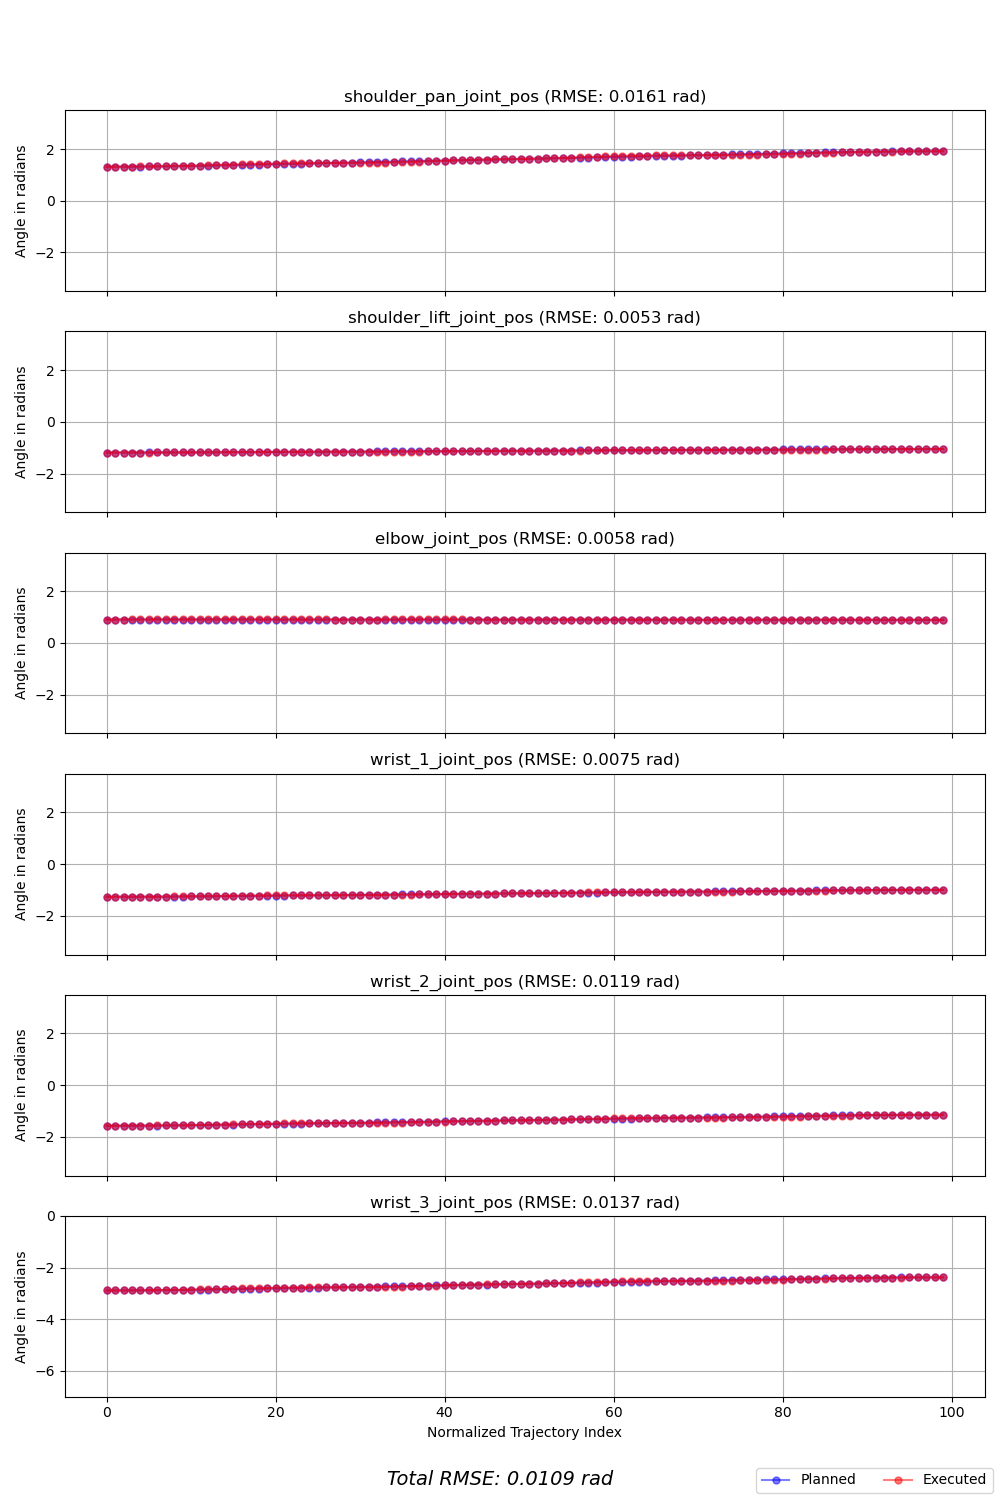 shoulder_pan_joint_pos (RMSE: 0.0161 rad)
Angle in radians
2
0
−2
shoulder_lift_joint_pos (RMSE: 0.0053 rad)
Angle in radians
2
0
−2
elbow_joint_pos (RMSE: 0.0058 rad)
Angle in radians
2
0
−2
wrist_1_joint_pos (RMSE: 0.0075 rad)
Angle in radians
2
0
−2
wrist_2_joint_pos (RMSE: 0.0119 rad)
Angle in radians
2
0
−2
wrist_3_joint_pos (RMSE: 0.0137 rad)
Angle in radians
0
−2
−4
−6
0 20 40 60 80 100
Normalized Trajectory Index
Total RMSE: 0.0109 rad
Planned Executed